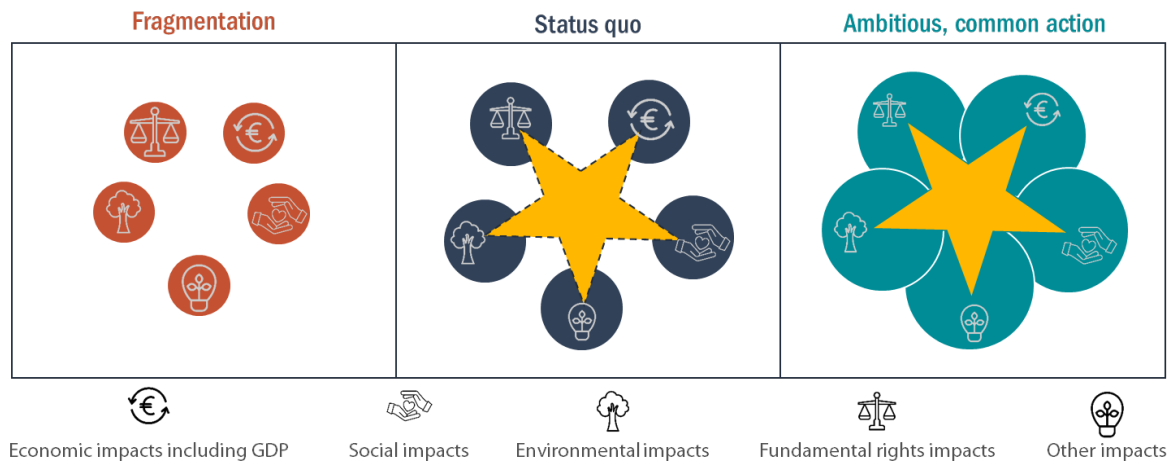 Fragmentation
Status quo
Ambitious, common action
€
€
€
€
Economic impacts including GDP
Social impacts
Environmental impacts
Fundamental rights impacts
Other impacts